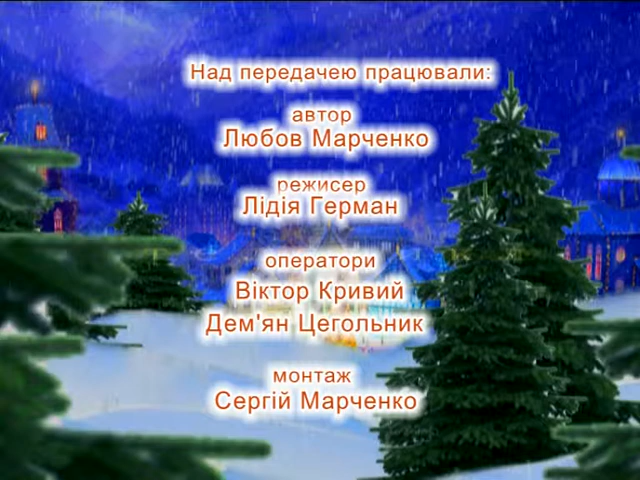 Над передачею працювали:
автор
Любов Марченко
режисер
Лідія Герман
оператори
Віктор Кривий
Дем'ян Цегольник
монтаж
Сергій Марченко